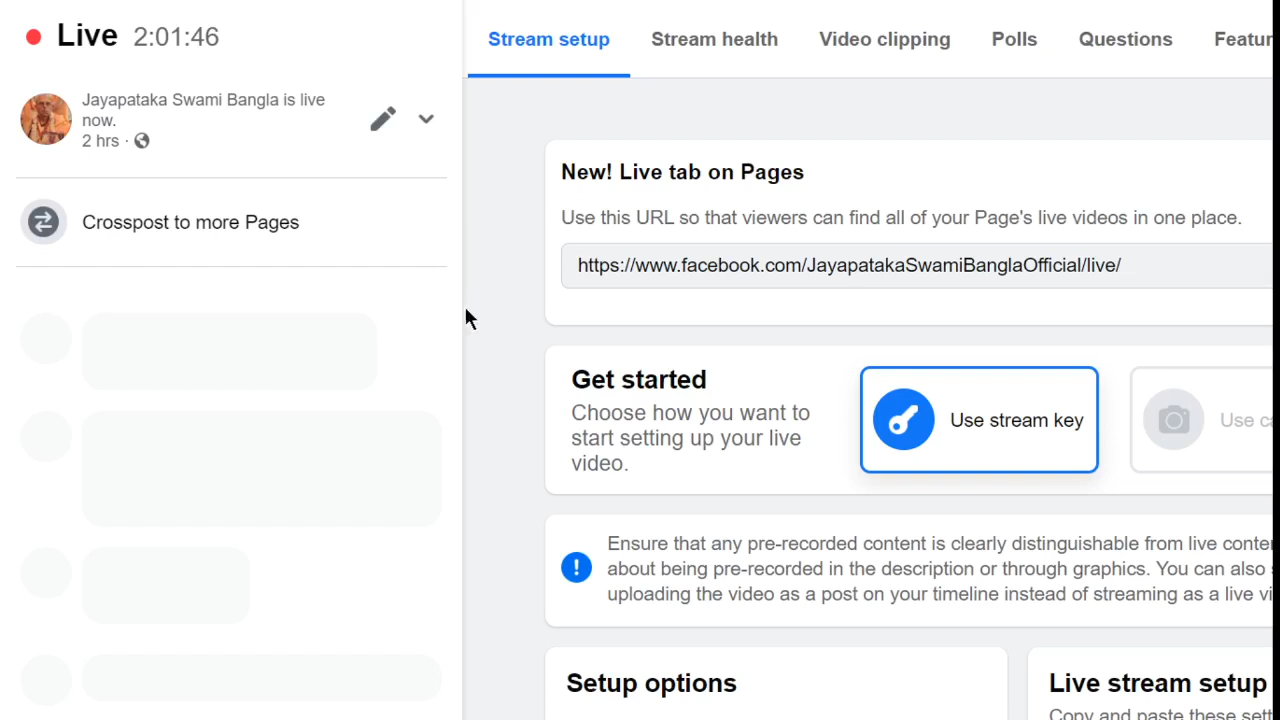 Live 2:01:46
Jayapataka Swami Bangla is live
now.
2 hrs ·
Crosspost to more Pages
Stream setup
Stream health
Video clipping
Polls
Questions
New! Live tab on Pages
Use this URL so that viewers can find all of your Page's live videos in one place.
https://www.facebook.com/JayapatakaSwamiBanglaOfficial/live/
Get started
Choose how you want to
start setting up your live
video.
Use stream key
Use
Ensure that any pre-recorded content is clearly distinguishable from live
about being pre-recorded in the description or through graphics. You can also
uploading the video as a post on your timeline instead of streaming as a live
Setup options
Live stream setup
Copy and paste these